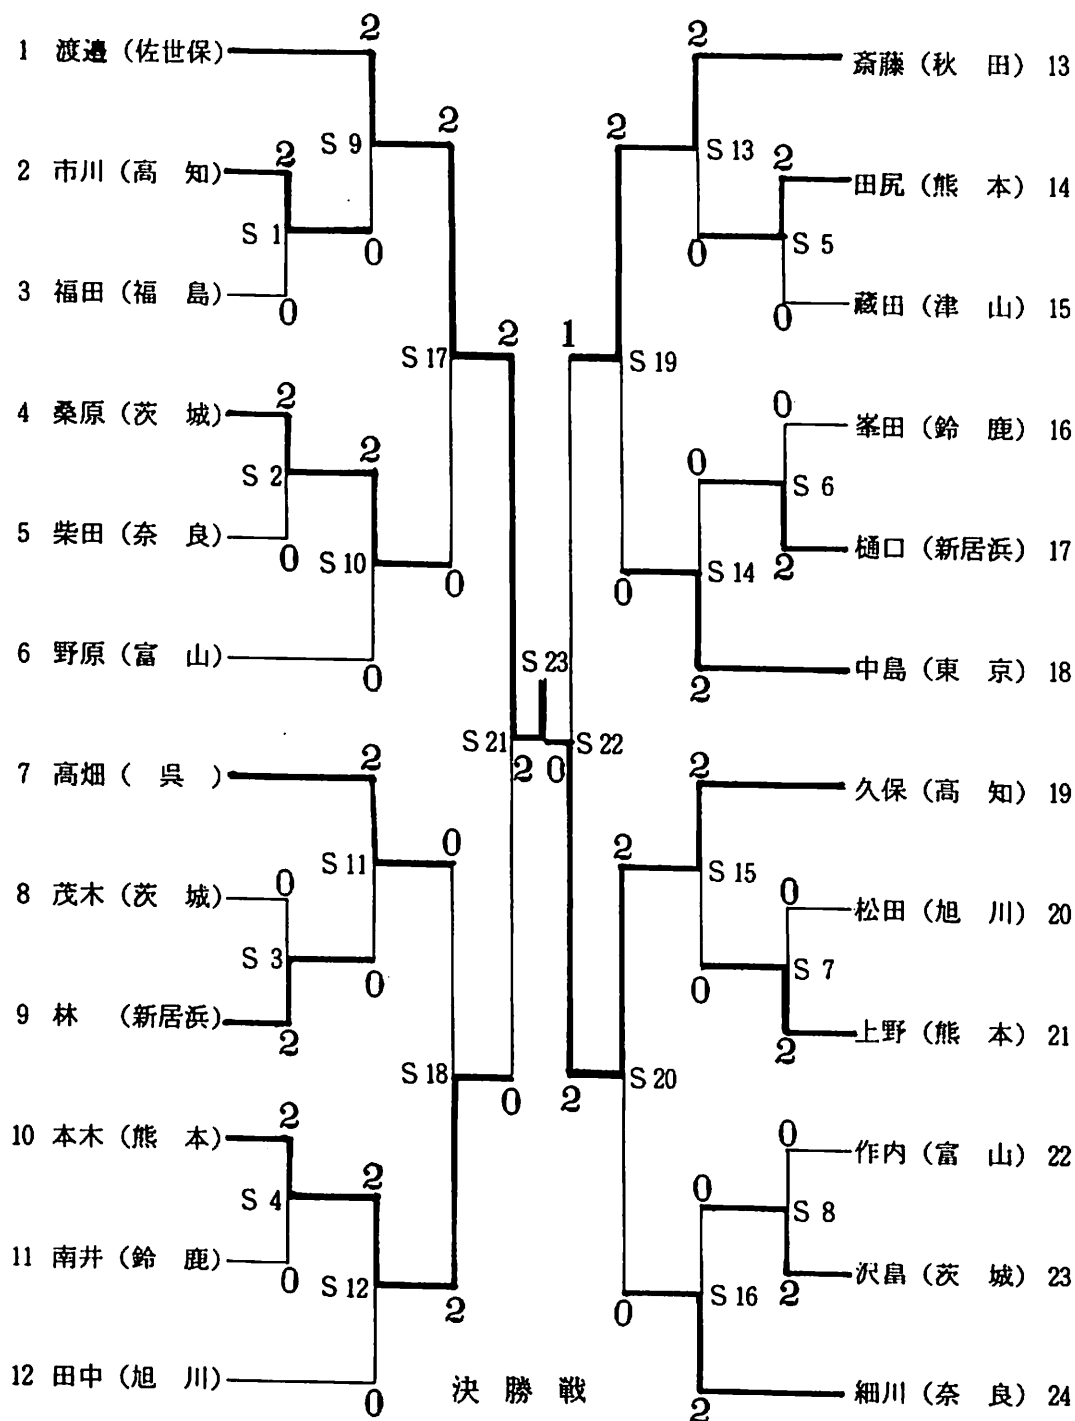 1 渡邉（佐世保）
2 市川（高 知）
3 福田（福 島）
4 桑原（茨 城）
5 柴田（奈 良）
6 野原（富 山）
7 高畑（ 呉 ）
8 茂木（茨 城）
9 林 （新居浜）
10 本木（熊 本）
11 南井（鈴 鹿）
12 田中（旭 川）
2
S 9
2
2
S 1
0
0
S 17
2
2
S 2
2
0
S 10
0
0
2
S 11
0
0
S 3
0
2
S 18
0
2
S 4
2
0
S 12
2
0
S 23
S 21
2
0
S 22
決 勝 戦
2
2
S 13
2
0
S 5
0
1
S 19
0
0
S 6
0
S 14
2
2
2
2
S 15
0
0
S 7
2
2
S 20
0
0
S 8
0
S 16
2
2
斎藤（秋 田）13
田尻（熊 本）14
蔵田（津 山）15
峯田（鈴 鹿）16
樋口（新居浜）17
中島（東 京）18
久保（高 知）19
松田（旭 川）20
上野（熊 本）21
作内（富 山）22
沢畠（茨 城）23
細川（奈 良）24